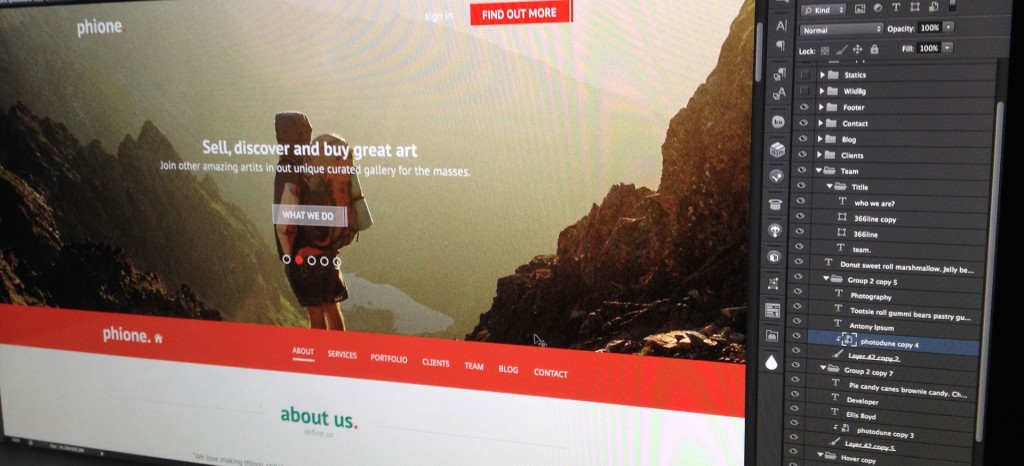 phione.
sign in
FIND OUT MORE
Sell, discover and buy great art
Join other amazing artits in out unique curated gallery for the masses.
WHAT WE DO
phione.
ABOUT SERVICES PORTFOLIO CLIENTS TEAM BLOG CONTACT
about us.
define us
"We love making things
Kind
Normal Opacity: 100%
Lock: Fill: 100%
Statics
WildBg
Footer
Contact
Blog
Clients
Team
Titile
who we are?
366line copy
366line
team.
Donut sweet roll marshmallow. Jelly be...
Group 2 copy 5
Photography
Tootsie roll gummi bears pastry gu...
Antony Ipsum
photodune copy 4
Layer 42 copy 2
Group 2 copy 7
Pie candy canes brownie candy. Ch...
Developer
Ellis Boyd
photodune copy 3
Layer 42 copy 5
Hover copy